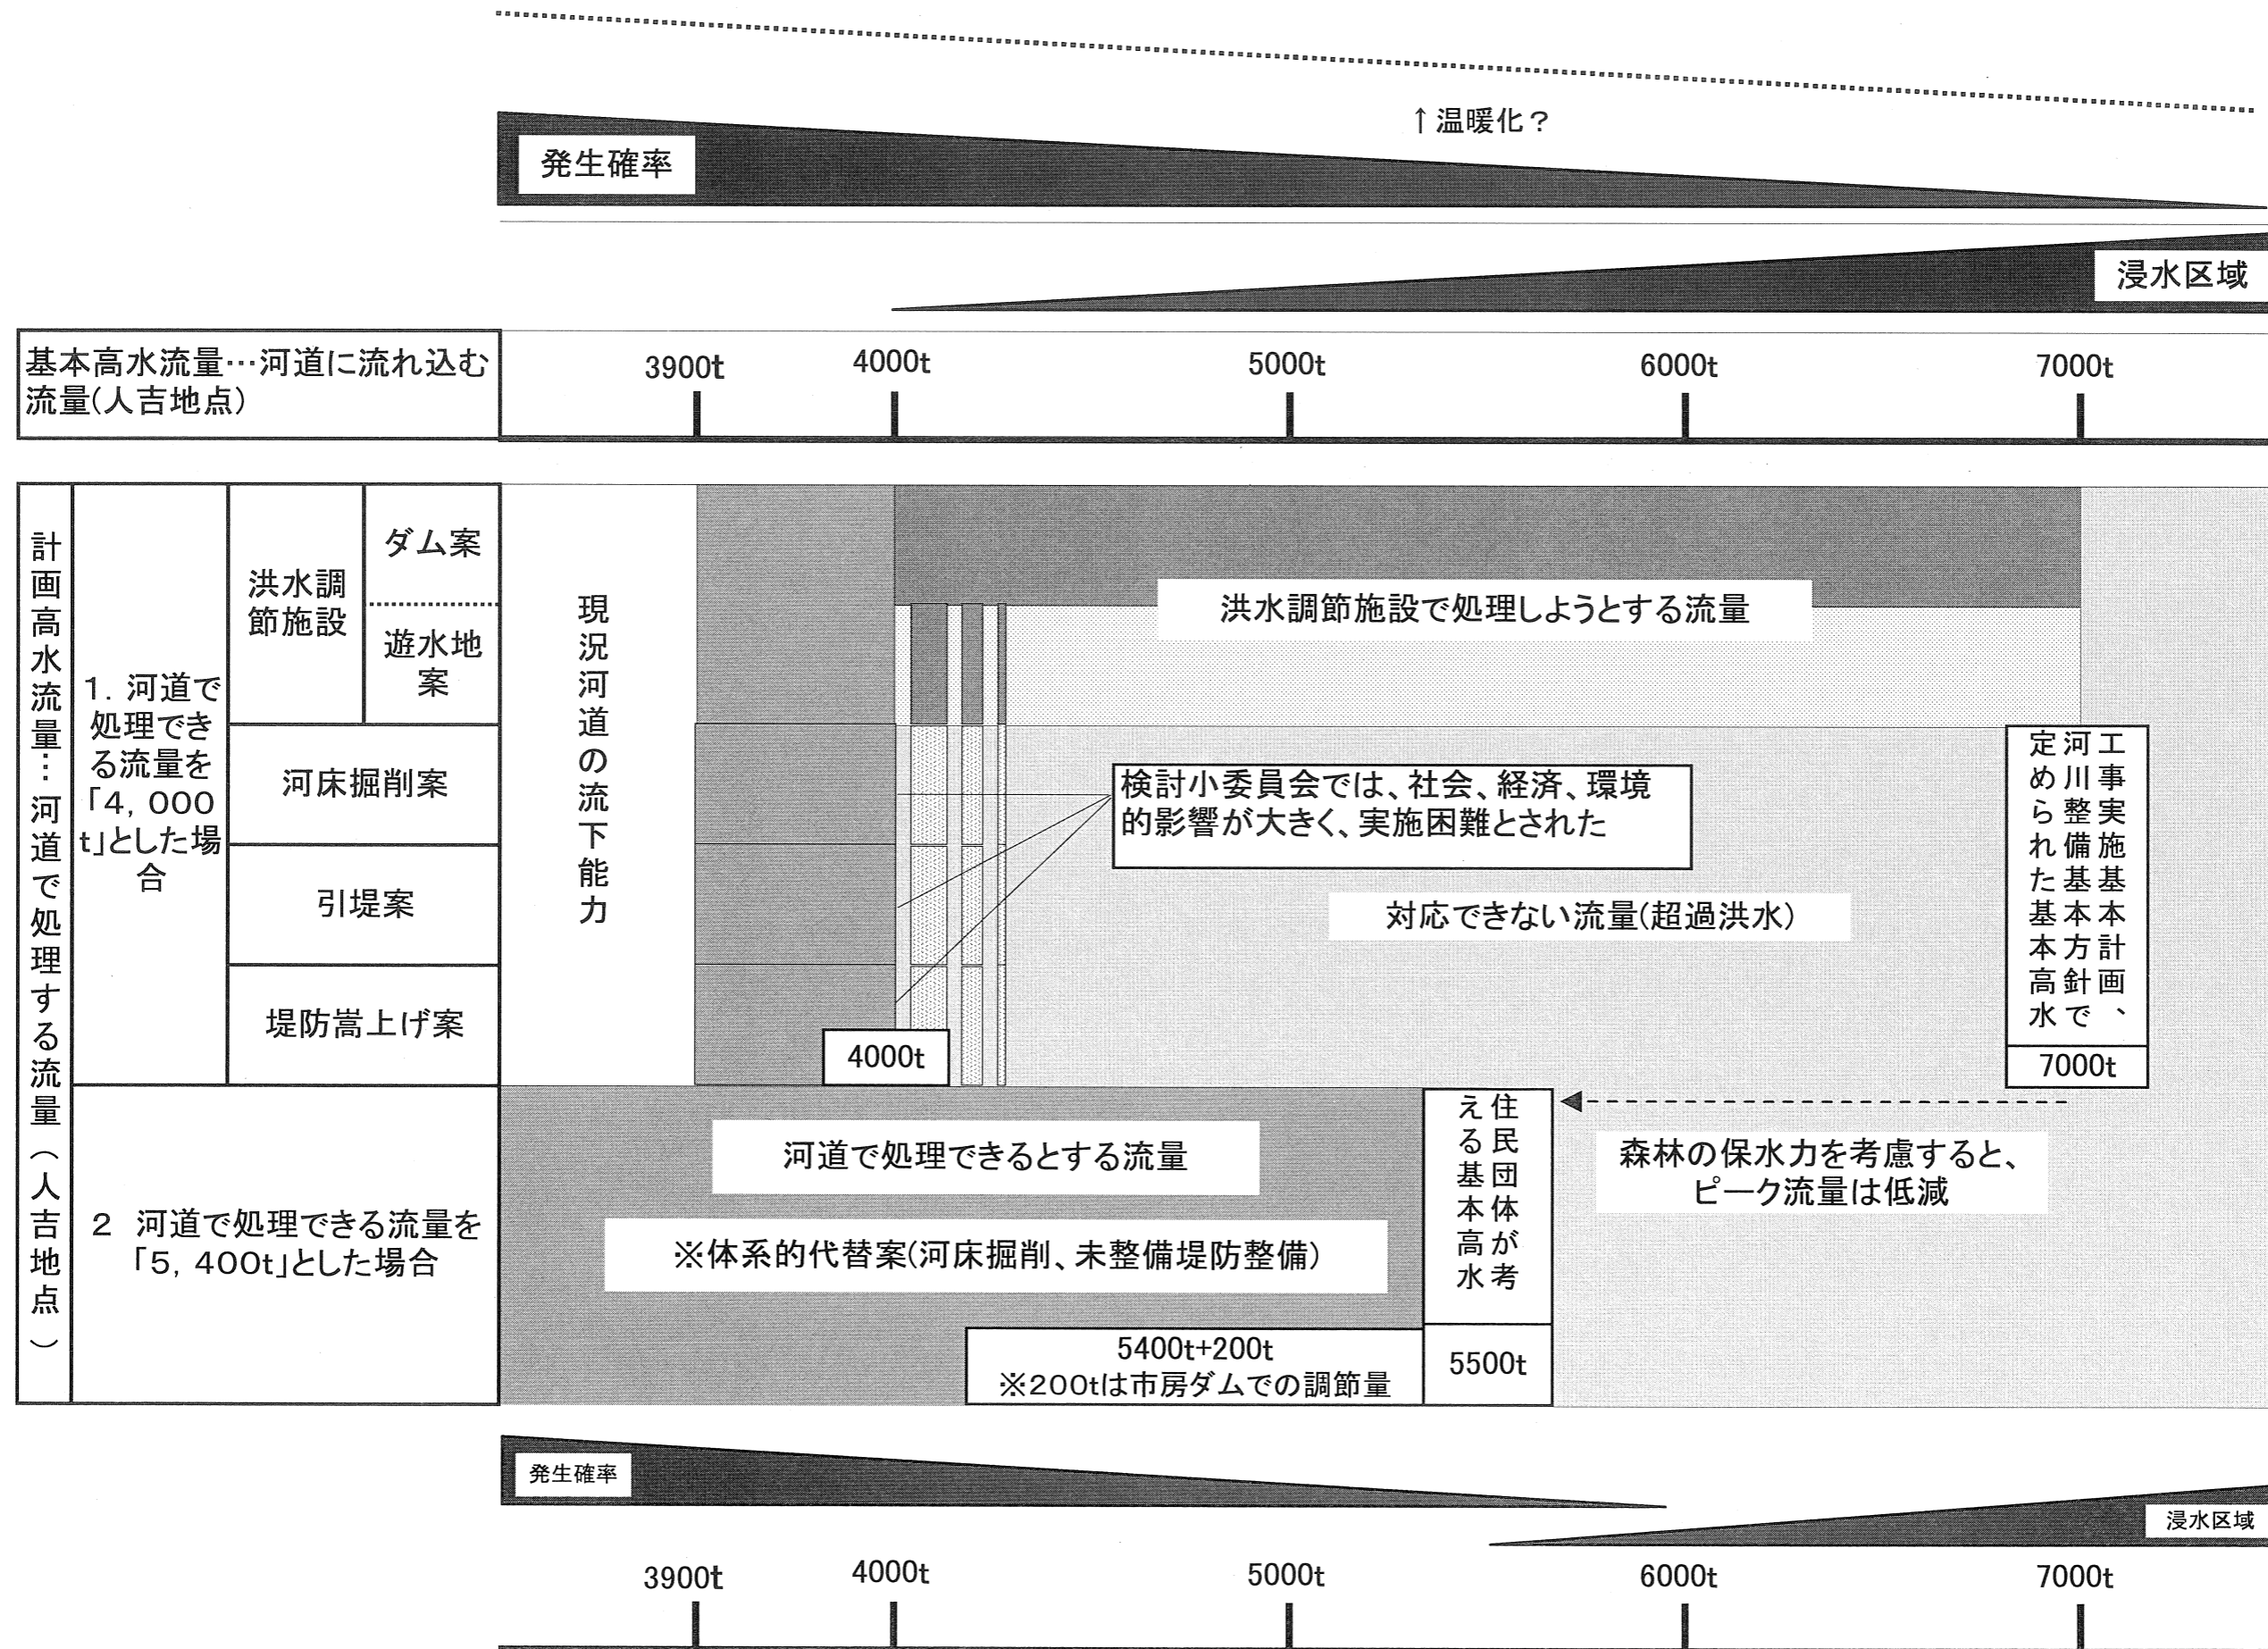 ↑温暖化？
発生確率
浸水区域
基本高水流量…河道に流れ込む
流量(人吉地点)
3900t
4000t
5000t
6000t
7000t
計画高水流量…河道で処理する流量（人吉地点）
1．河道で
処理でき
る流量を
「4，000
t」とした場
合
洪水調
節施設
ダム案
遊水地
案
河床掘削案
引堤案
堤防嵩上げ案
現況河道の流下能力
洪水調節施設で処理しようとする流量
検討小委員会では、社会、経済、環境
的影響が大きく、実施困難とされた
対応できない流量(超過洪水)
工事実施基本計画、
河川整備基本方針で
定められた基本高水
7000t
4000t
2　河道で処理できる流量を
「5，400t」とした場合
河道で処理できるとする流量
※体系的代替案(河床掘削、未整備堤防整備)
5400t+200t
※200tは市房ダムでの調節量
住民団体が考
える基本高水
5500t
森林の保水力を考慮すると、
ピーク流量は低減
発生確率
浸水区域
3900t
4000t
5000t
6000t
7000t